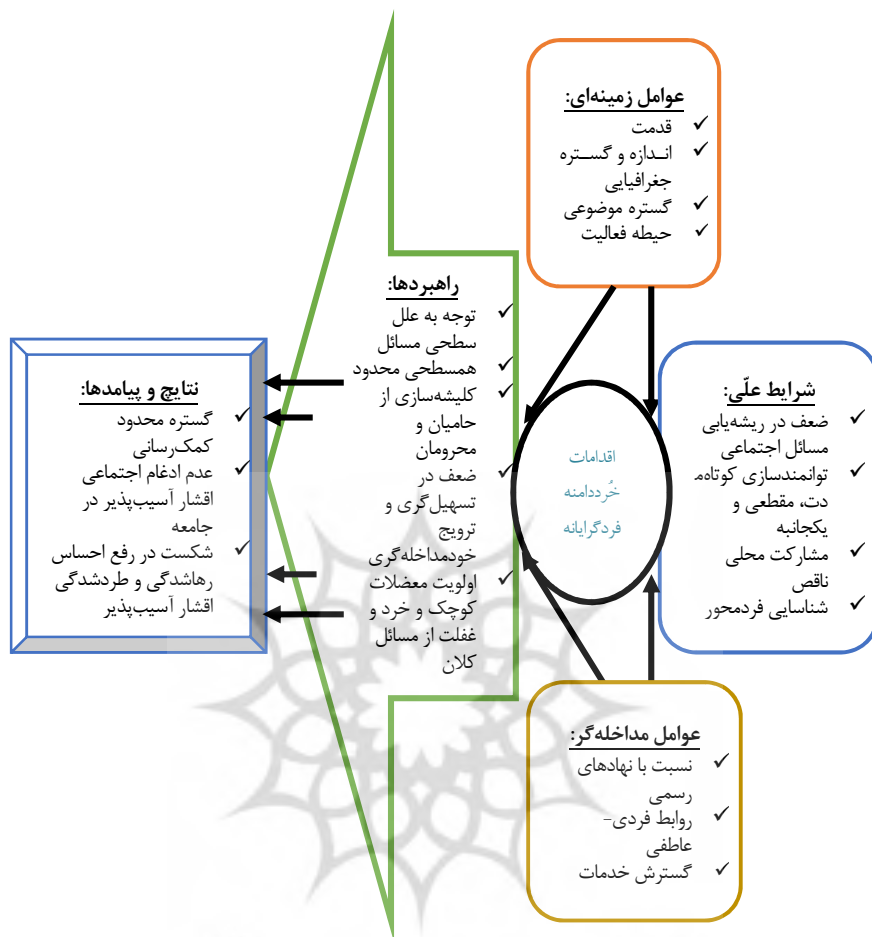 عوامل زمینه‌ای:
✓ قدمت
✓ اندازه و گستره
جغرافیایی
✓ گستره موضوعی
✓ حیطه فعالیت
شرایط علّی:
✓ ضعف در ریشه‌یابی
مسائل اجتماعی
✓ توانمندسازی کوتاه‌مـ
دت، مقطعی و
یکجانبه
✓ مشارکت محلی
ناقص
✓ شناسایی فردمحور
اقدامات
خُرددامنه
فردگرایانه
عوامل مداخله‌گر:
✓ نسبت با نهادهای
رسمی
✓ روابط فردی-
عاطفی
✓ گسترش خدمات
راهبردها:
✓ توجه به علل
سطحی مسائل
✓ همسطحی محدود
✓ کلیشه‌سازی از
حامیان و
محرومان
✓ ضعف در
تسهیل‌گری و
ترویج
خودمداخله‌گری
✓ اولویت معضلات
کوچک و خرد و
غفلت از مسائل
کلان
نتایج و پیامدها:
✓ گستره محدود
کمک‌رسانی
✓ عدم ادغام اجتماعی
اقشار آسیب‌پذیر در
جامعه
✓ شکست در رفع احساس
رهاشدگی و طردشدگی
اقشار آسیب‌پذیر